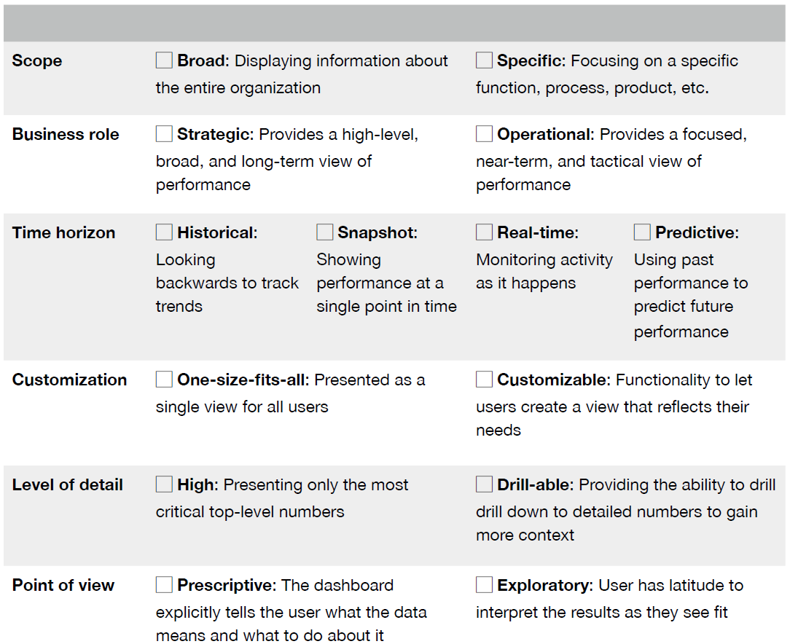 Scope
Broad: Displaying information about
the entire organization
Specific: Focusing on a specific
function, process, product, etc.
Business role
Strategic: Provides a high-level,
broad, and long-term view of
performance
Operational: Provides a focused,
near-term, and tactical view of
performance
Time horizon
Historical:
Looking
backwards to track
trends
Snapshot:
Showing
performance at a
single point in time
Real-time:
Monitoring activity
as it happens
Predictive:
Using past
performance to
predict future
performance
Customization
One-size-fits-all: Presented as a
single view for all users
Customizable: Functionality to let
users create a view that reflects their
needs
Level of detail
High: Presenting only the most
critical top-level numbers
Drill-able: Providing the ability to drill
drill down to detailed numbers to gain
more context
Point of view
Prescriptive: The dashboard
explicitly tells the user what the data
means and what to do about it
Exploratory: User has latitude to
interpret the results as they see fit